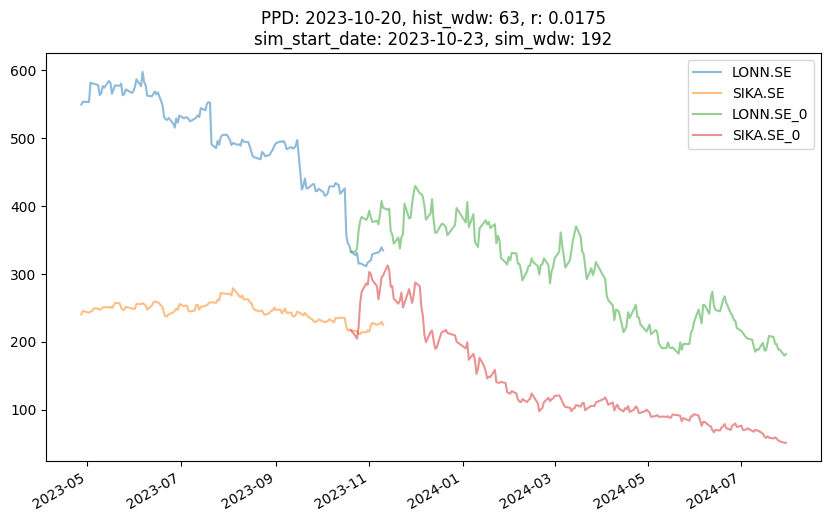 PPD: 2023-10-20, hist_wdw: 63, r: 0.0175
sim_start_date: 2023-10-23, sim_wdw: 192
LONN.SE
SIKA.SE
LONN.SE_0
SIKA.SE_0
600
500
400
300
200
100
2023-05
2023-07
2023-09
2023-11
2024-01
2024-03
2024-05
2024-07